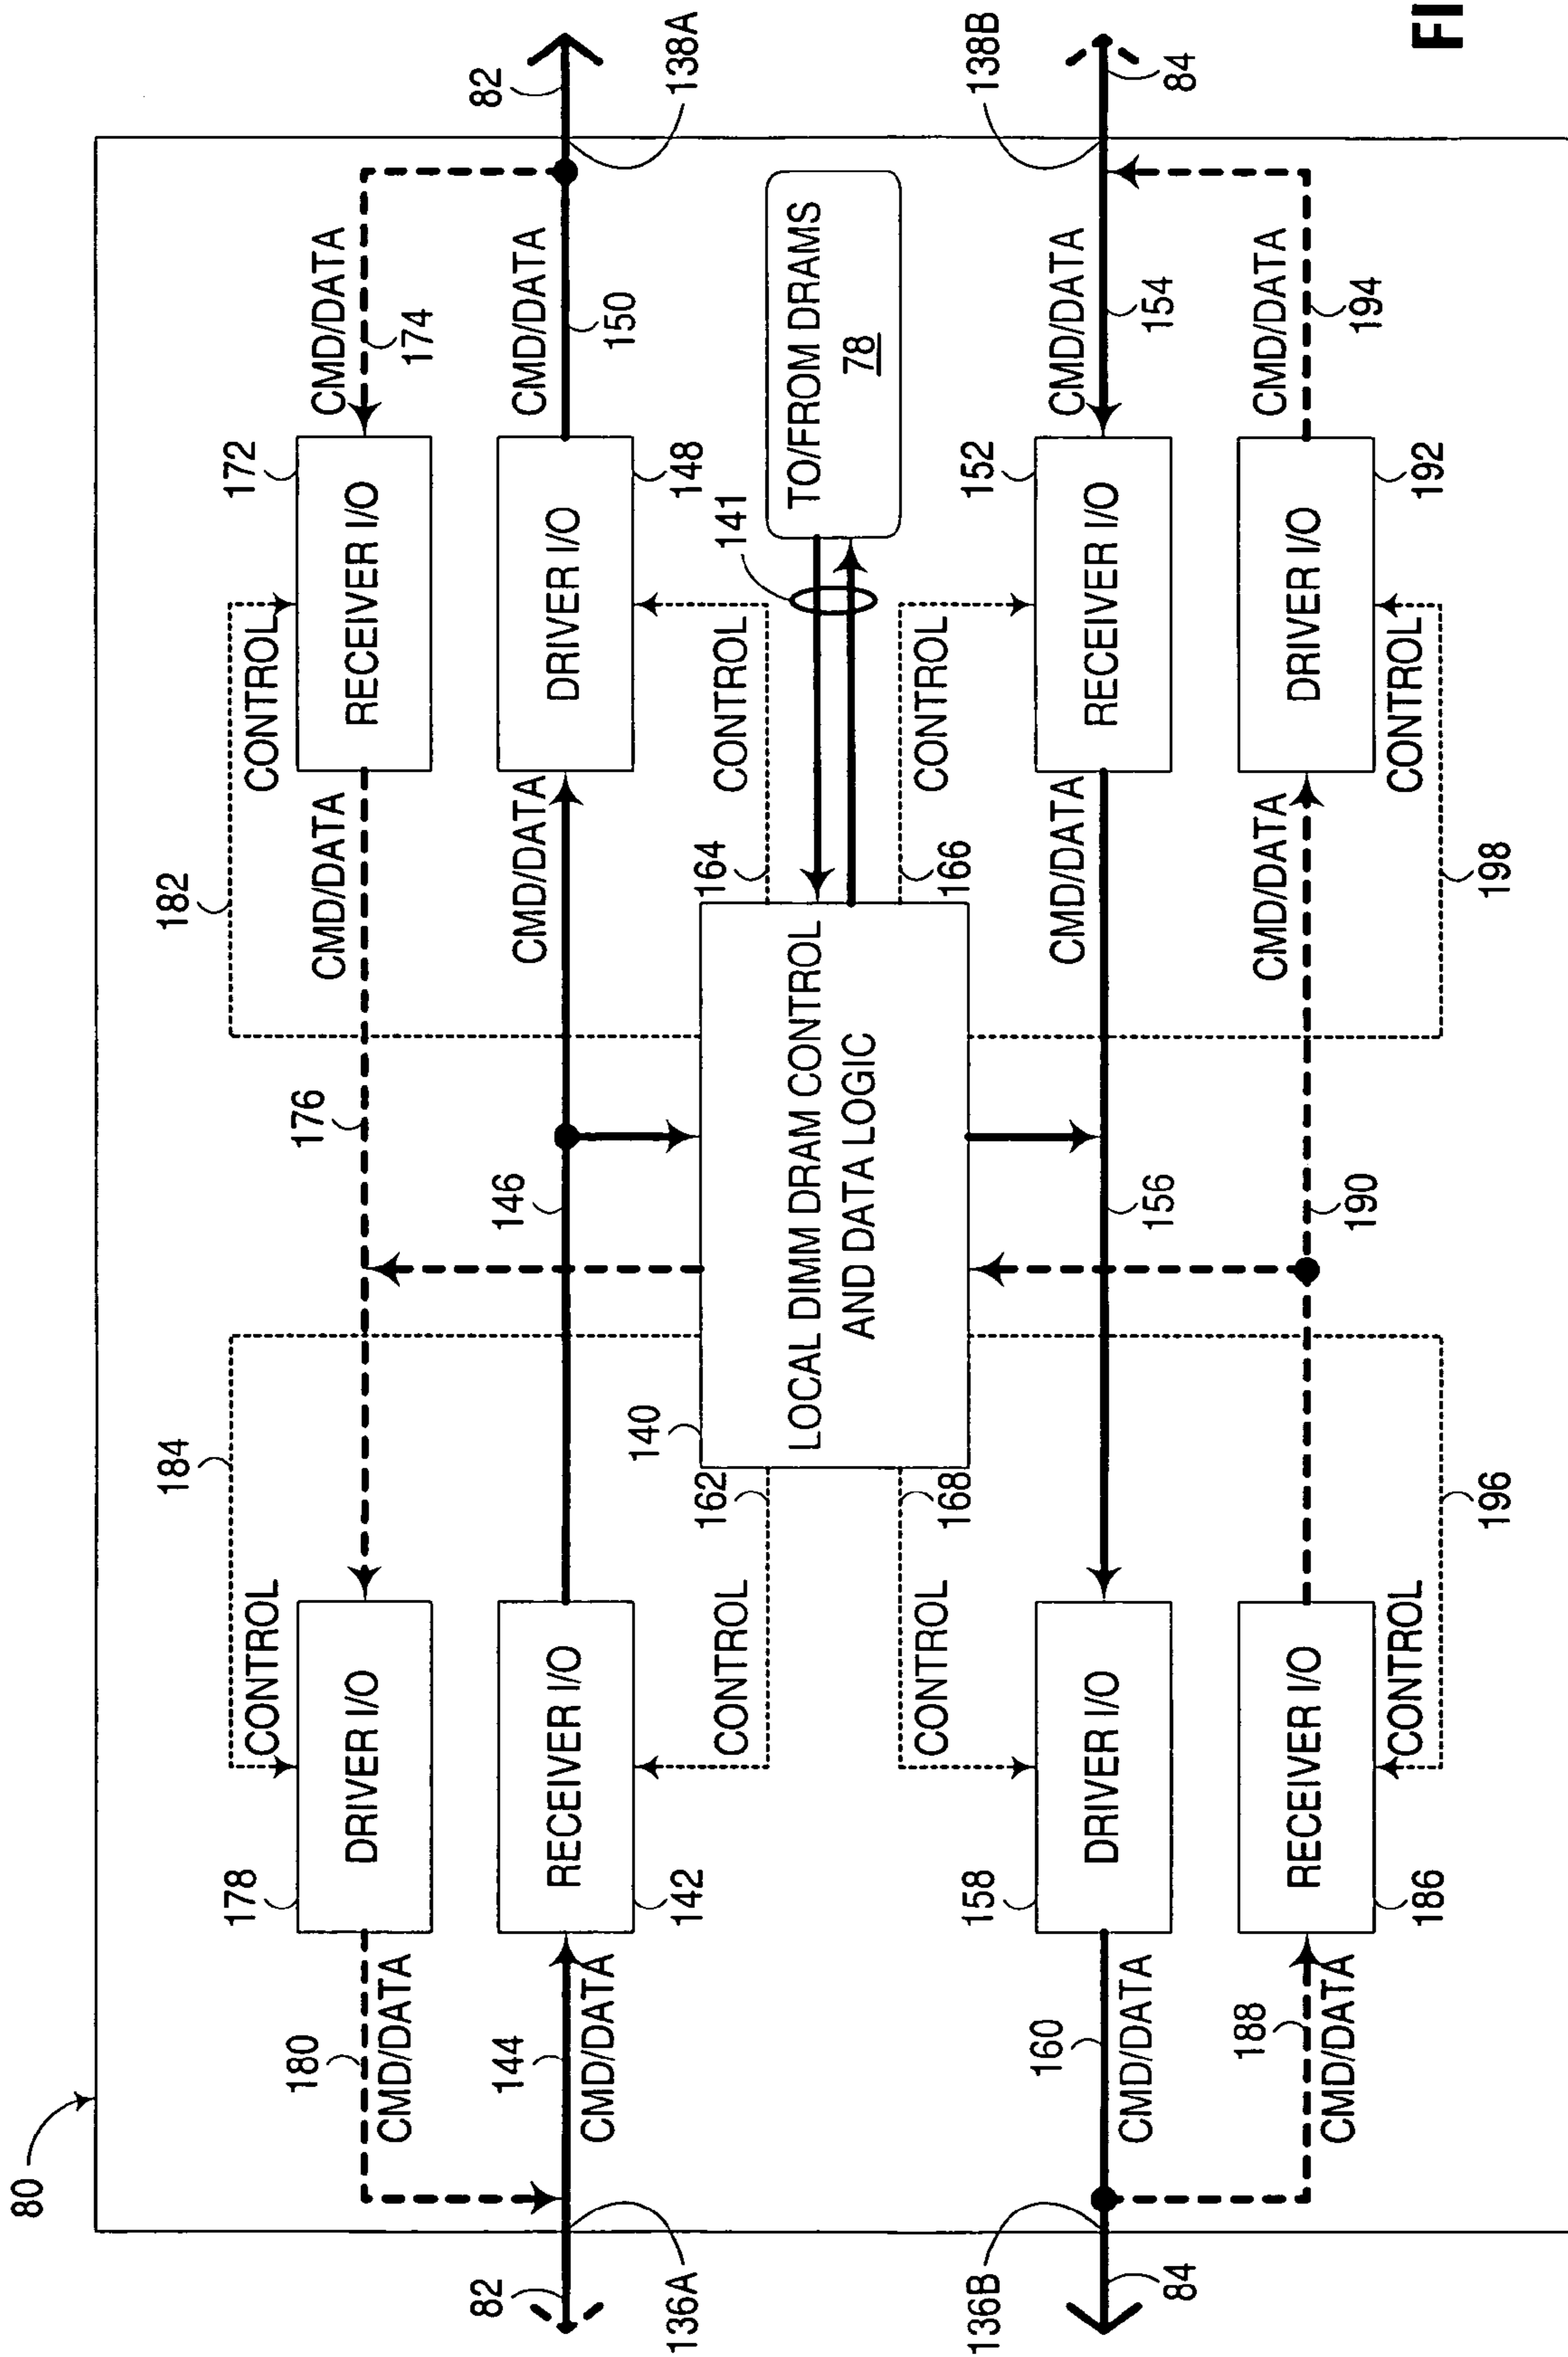 80
184
182
178
CONTROL
CONTROL
172
180
176
CMD/DATA
CMD/DATA
DRIVER I/O
RECEIVER I/O
CMD/DATA
174
82
144
146
CMD/DATA
CMD/DATA
82
RECEIVER I/O
DRIVER I/O
CMD/DATA
150
136A
142
140
148
138A
162
164
141
CONTROL
CONTROL
LOCAL DIMM DRAM CONTROL
AND DATA LOGIC
TO/FROM DRAMS
78
CONTROL
168
166
CONTROL
136B
158
152
138B
160
CMD/DATA
CMD/DATA
DRIVER I/O
RECEIVER I/O
CMD/DATA
156
154
84
84
188
CMD/DATA
CMD/DATA
RECEIVER I/O
DRIVER I/O
CMD/DATA
190
194
186
CONTROL
CONTROL
192
196
198
FI